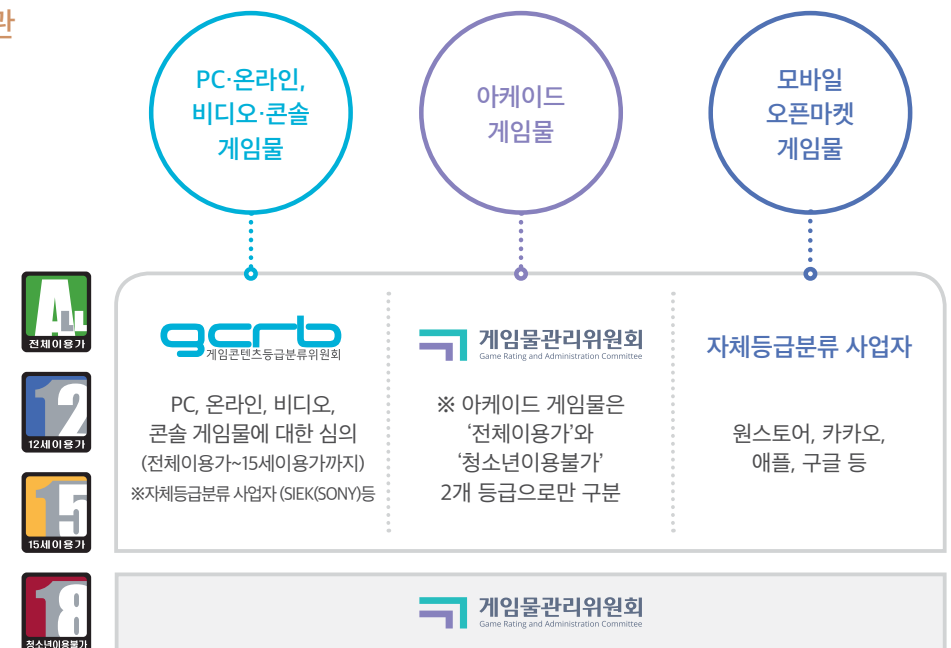 관
PC·온라인,
비디오·콘솔
게임물
아케이드
게임물
모바일
오픈마켓
게임물
ALL
전체이용가
12
12세이용가
15
15세이용가
18
청소년이용불가
gcrb
게임콘텐츠등급분류위원회
PC, 온라인, 비디오,
콘솔 게임물에 대한 심의
(전체이용가~15세이용가까지)
※자체등급분류 사업자 (SIEK(SONY)등
게임물관리위원회
Game Rating and Administration Committee
※ 아케이드 게임물은
‘전체이용가’와
‘청소년이용불가’
2개 등급으로만 구분
자체등급분류 사업자
원스토어, 카카오,
애플, 구글 등
게임물관리위원회
Game Rating and Administration Committee